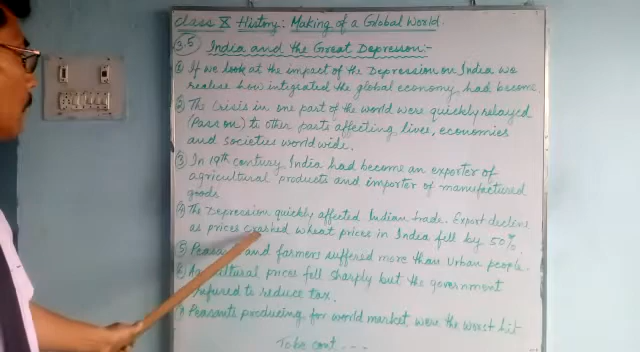 Class X History: Making of a Global World.
3.5 India and the Great Depression:-
① If we look at the impact of the Depression on India we
realise how integrated the global economy had become.
② The Crisis in one part of the world were quickly relayed
(Pass on) to other parts affecting lives, economies
and societies worldwide.
③ In 19th century, India had become an exporter of
agricultural products and importer of manufactured
goods.
④ The Depression quickly affected Indian trade. Export decline
as prices crashed wheat prices in India fell by 50%.
⑤ Peasants and farmers suffered more than Urban people.
⑥ Agricultural prices fell sharply but the government
refused to reduce tax.
Peasants producing for world market were the worst hit
To be cont...